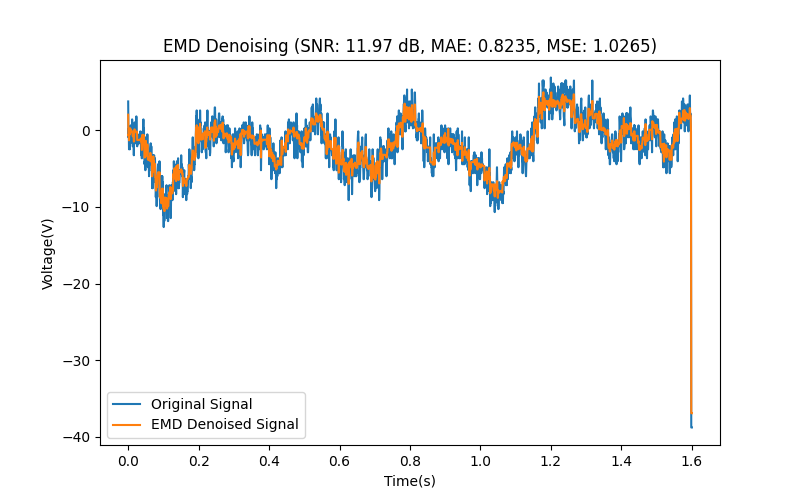 EMD Denoising (SNR: 11.97 dB, MAE: 0.8235, MSE: 1.0265)
0
−10
−20
−30
−40
Voltage(V)
Original Signal
EMD Denoised Signal
0.0 0.2 0.4 0.6 0.8 1.0 1.2 1.4 1.6
Time(s)